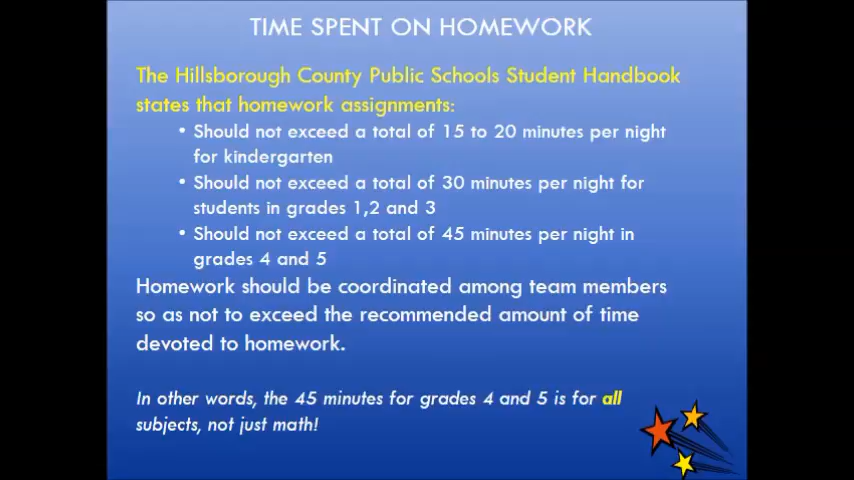 TIME SPENT ON HOMEWORK
The Hillsborough County Public Schools Student Handbook
states that homework assignments:
• Should not exceed a total of 15 to 20 minutes per night
for kindergarten
• Should not exceed a total of 30 minutes per night for
students in grades 1,2 and 3
• Should not exceed a total of 45 minutes per night in
grades 4 and 5
Homework should be coordinated among team members
so as not to exceed the recommended amount of time
devoted to homework.
In other words, the 45 minutes for grades 4 and 5 is for all
subjects, not just math!